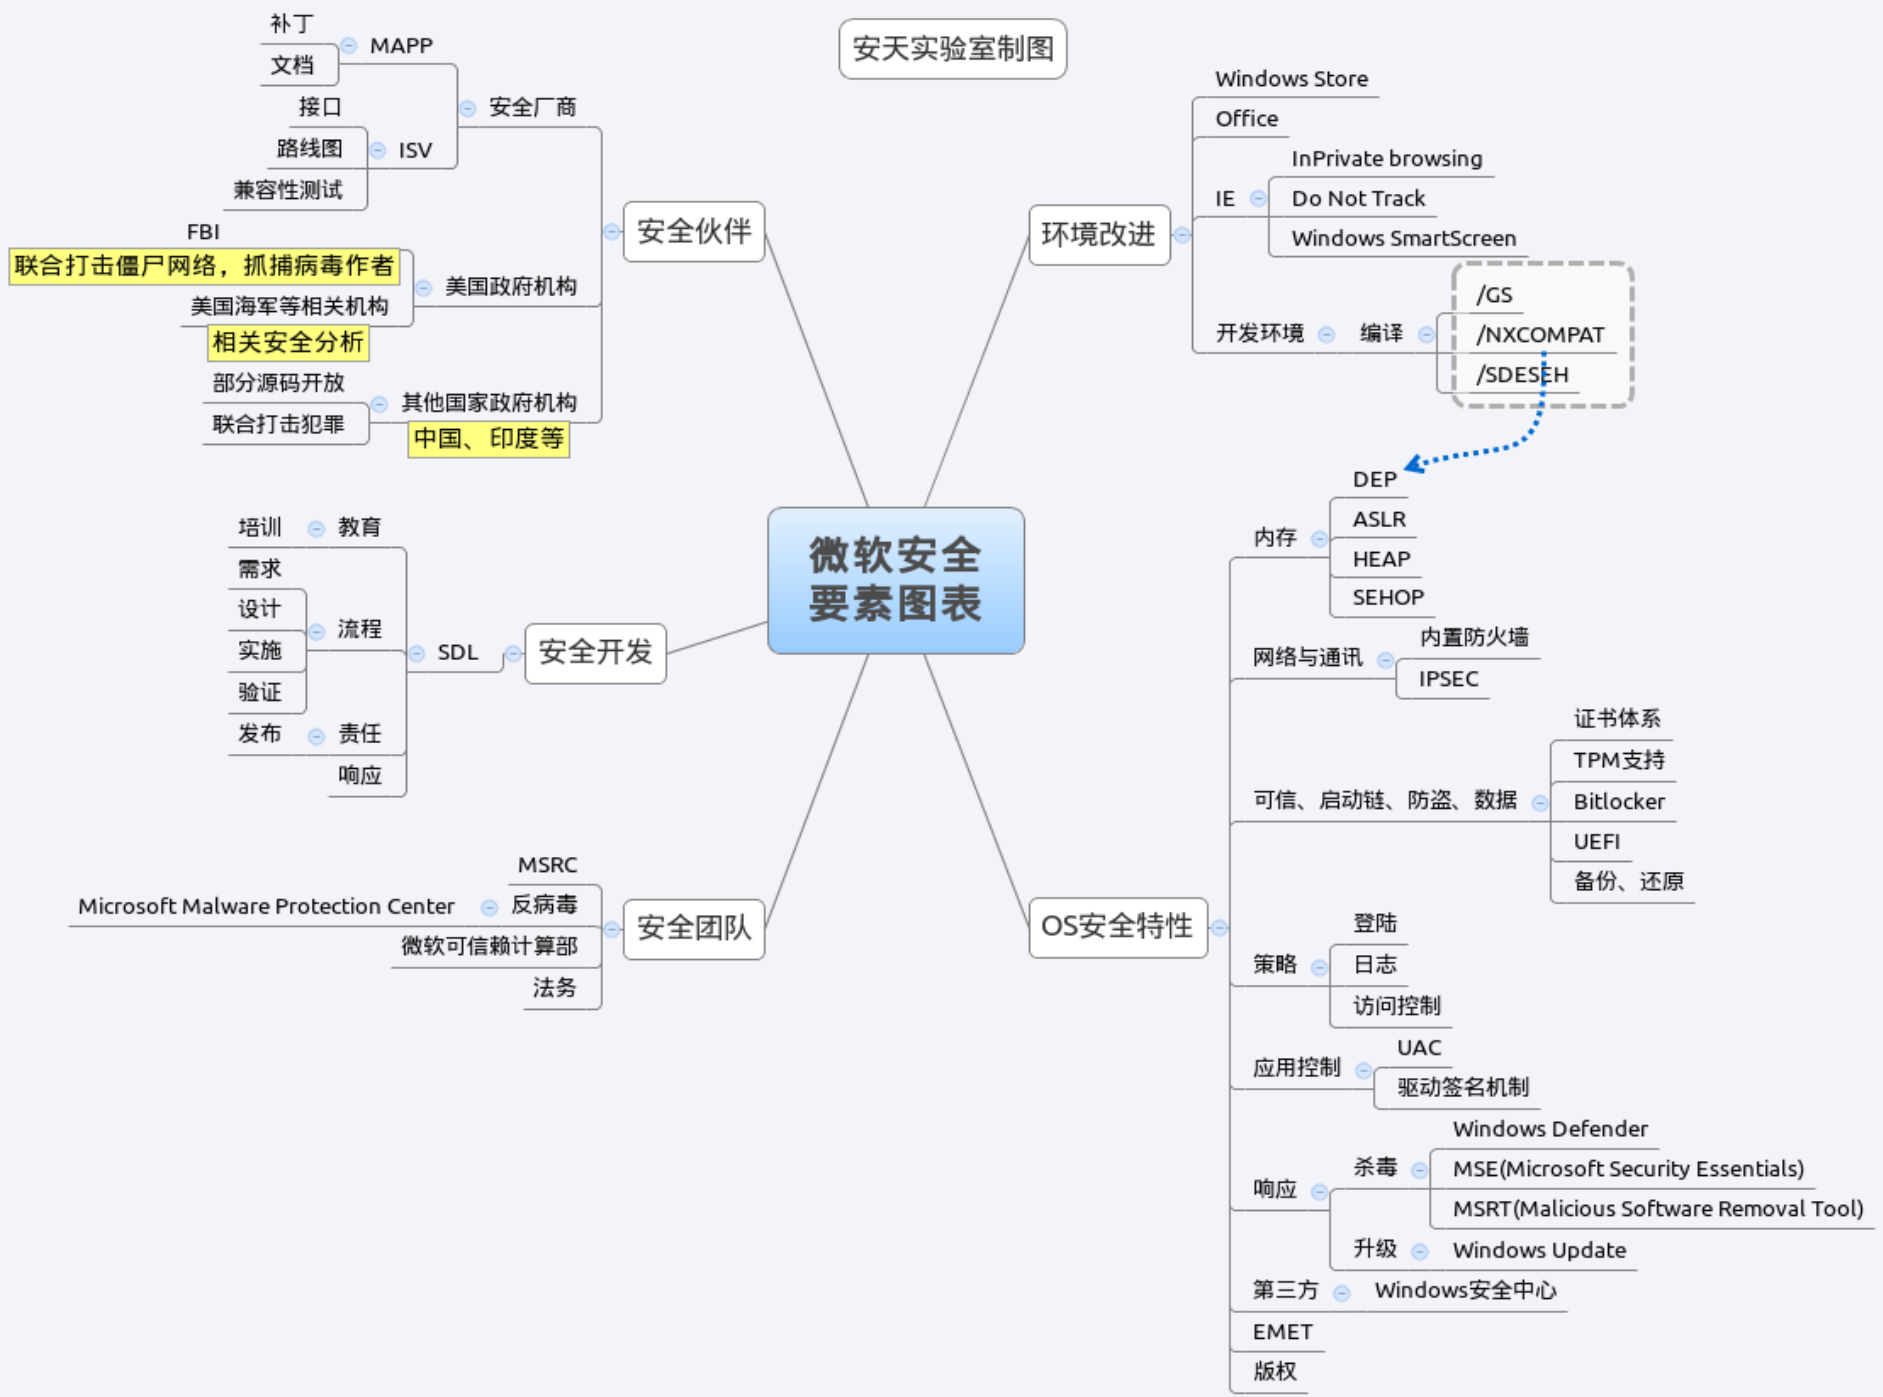 安天实验室制图
微软安全
要素图表
安全伙伴
安全厂商
MAPP
补丁
文档
ISV
接口
路线图
兼容性测试
美国政府机构
FBI
联合打击僵尸网络，抓捕病毒作者
美国海军等相关机构
相关安全分析
其他国家政府机构
中国、印度等
部分源码开放
联合打击犯罪
安全开发
SDL
教育
培训
流程
需求
设计
实施
验证
责任
发布
响应
安全团队
MSRC
反病毒
Microsoft Malware Protection Center
微软可信赖计算部
法务
环境改进
Windows Store
Office
IE
InPrivate browsing
Do Not Track
Windows SmartScreen
开发环境
编译
/GS
/NXCOMPAT
/SDESEH
OS安全特性
内存
DEP
ASLR
HEAP
SEHOP
网络与通讯
内置防火墙
IPSEC
可信、启动链、防盗、数据
证书体系
TPM支持
Bitlocker
UEFI
备份、还原
策略
登陆
日志
访问控制
应用控制
UAC
驱动签名机制
响应
杀毒
Windows Defender
MSE(Microsoft Security Essentials)
MSRT(Malicious Software Removal Tool)
升级
Windows Update
第三方
Windows安全中心
EMET
版权